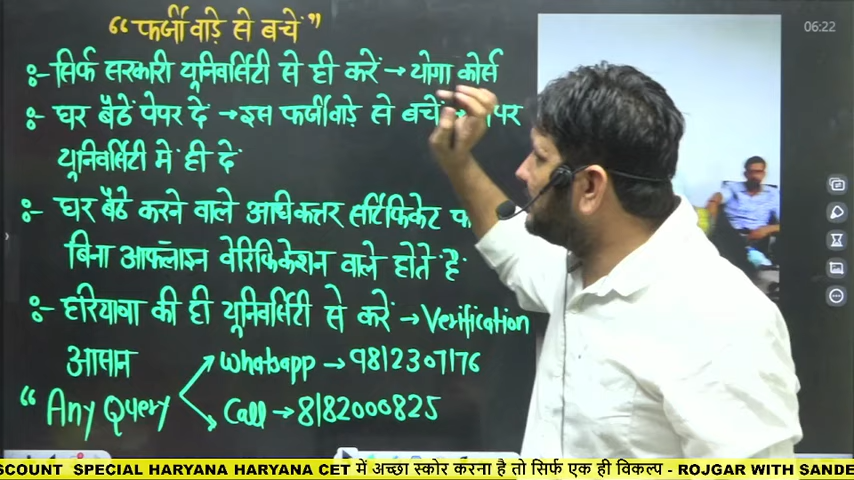 “फर्जीवाड़े से बचें”
06:22
:- सिर्फ सरकारी यूनिवर्सिटी से ही करें → योगा कोर्स
:- घर बैठें पेपर दें → इस फर्जीवाड़े से बचें →
यूनिवर्सिटी में ही दें
:- घर बैठे करने वाले अधिकतर सर्टिफिकेट
बिना आफॅलाइन वेरिफिकेशन वाले होते है
:- हरियाणा की ही यूनिवर्सिटी से करें → Verification
आसान
Whatsapp → 9812307176
“Any Query
Call → 8182000825
SCOUNT SPECIAL HARYANA HARYANA CET में अच्छा स्कोर करना है तो सिर्फ एक ही विकल्प - ROJGAR WITH SANDE